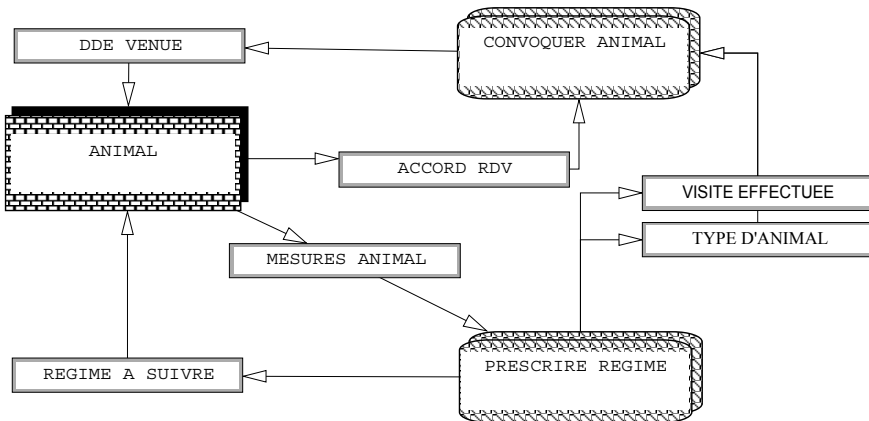 DDE VENUE
CONVOQUER ANIMAL
ANIMAL
ACCORD RDV
VISITE EFFECTUEE
TYPE D'ANIMAL
MESURES ANIMAL
REGIME A SUIVRE
PRESCRIRE REGIME